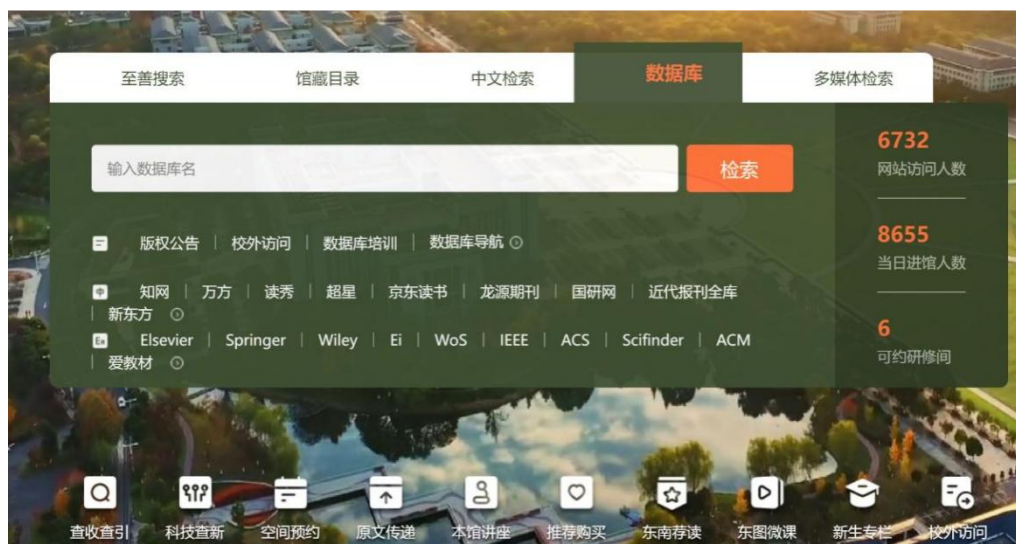 至善搜索 馆藏目录 中文检索 数据库 多媒体检索
输入数据库名 检索
6732
网站访问人数
版权公告 | 校外访问 | 数据库培训 | 数据库导航
8655
当日进馆人数
中 知网 | 万方 | 读秀 | 超星 | 京东读书 | 龙源期刊 | 国研网 | 近代报刊全库
| 新东方
En Elsevier | Springer | Wiley | Ei | WoS | IEEE | ACS | Scifinder | ACM
| 爱教材
6
可约研修间
查收查引 科技查新 空间预约 原文传递 本馆讲座 推荐购买 东南荐读 东图微课 新生专栏 校外访问